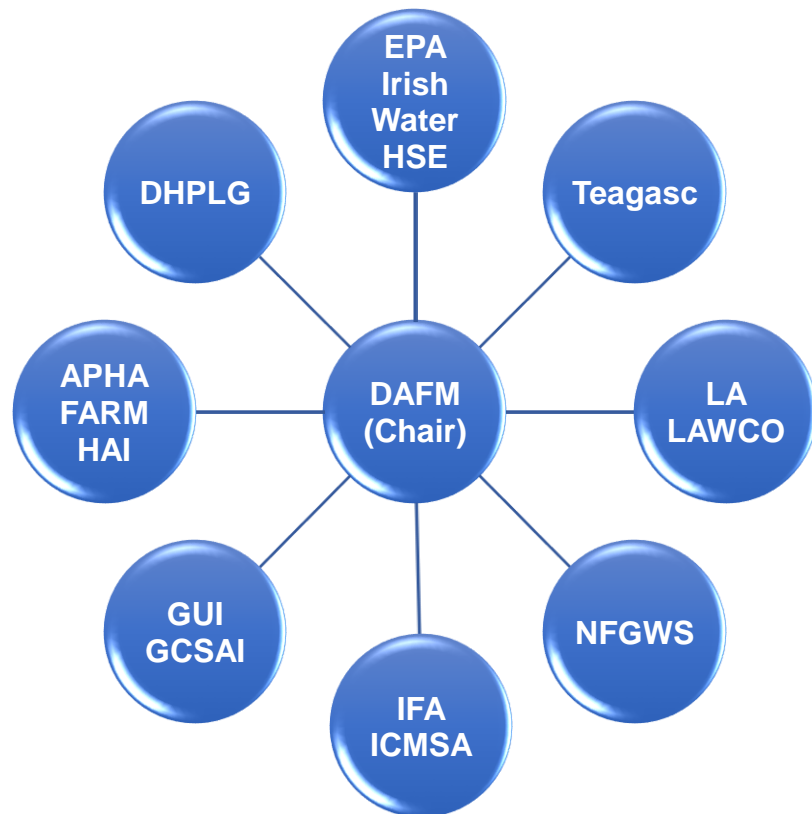 EPA
Irish
Water
HSE
DHPLG
Teagasc
APHA
FARM
HAI
DAFM
(Chair)
LA
LAWCO
GUI
GCSAI
NFGWS
IFA
ICMSA